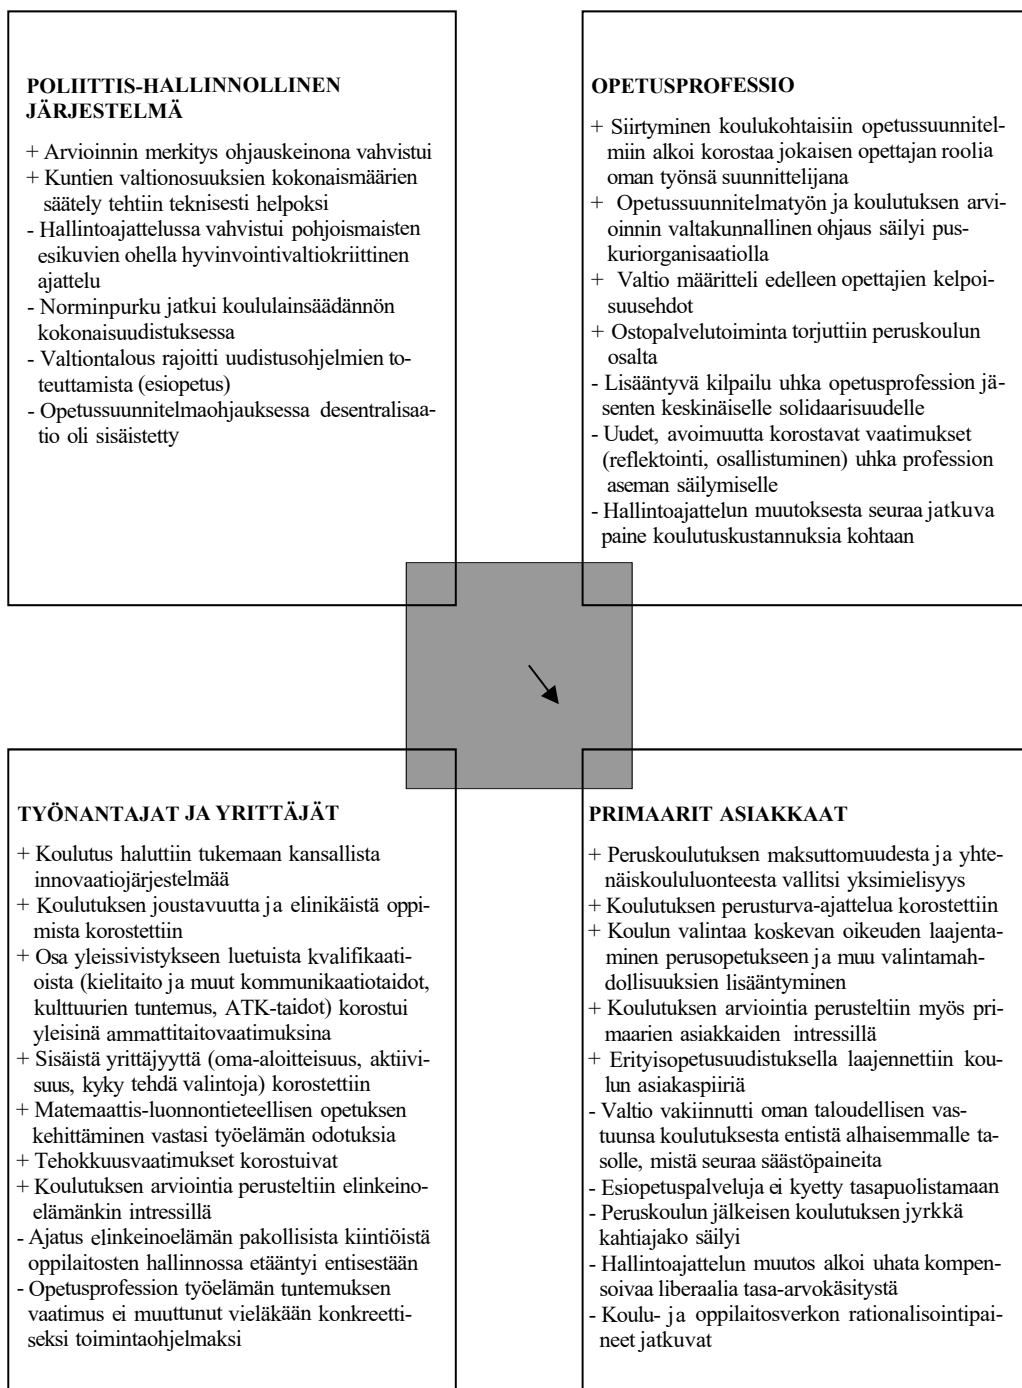 POLIITTIS-HALLINNOLLINEN
JÄRJESTELMÄ
+ Arvioinnin merkitys ohjauskeinona vahvistui
+ Kuntien valtionosuuksien kokonaismäärien
säätely tehtiin teknisesti helpoksi
- Hallintoajattelussa vahvistui pohjoismaisten
esikuvien ohella hyvinvointivaltiokriittinen
ajattelu
- Norminpurku jatkui koululainsäädännön
kokonaisuudistuksessa
- Valtiontalous rajoitti uudistusohjelmien to-
teuttamista (esiopetus)
- Opetussuunnitelmaohjauksessa desentralisaa-
tio oli sisäistetty
OPETUSPROFESSIO
+ Siirtyminen koulukohtaisiin opetussuunnitel-
miin alkoi korostaa jokaisen opettajan roolia
oman työnsä suunnittelijana
+ Opetussuunnitelmatyön ja koulutuksen arvi-
oinnin valtakunnallinen ohjaus säilyi pus-
kuriorganisaatiolla
+ Valtio määritteli edelleen opettajien kelpoi-
suusehdot
+ Ostopalvelutoiminta torjuttiin peruskoulun
osalta
- Lisääntyvä kilpailu uhka opetusprofession jä-
senten keskinäiselle solidaarisuudelle
- Uudet, avoimuutta korostavat vaatimukset
(reflektointi, osallistuminen) uhka profession
aseman säilymiselle
- Hallintoajattelun muutoksesta seuraa jatkuva
paine koulutuskustannuksia kohtaan
TYÖNANTAJAT JA YRITTÄJÄT
+ Koulutus haluttiin tukemaan kansallista
innovaatiojärjestelmää
+ Koulutuksen joustavuutta ja elinikäistä oppi-
mista korostettiin
+ Osa yleissivistykseen luetuista kvalifikaati-
oista (kielitaito ja muut kommunikaatiotaidot,
kulttuurien tuntemus, ATK-taidot) korostui
yleisinä ammattitaitovaatimuksina
+ Sisäistä yrittäjyyttä (oma-aloitteisuus, aktiivi-
suus, kyky tehdä valintoja) korostettiin
+ Matemaattis-luonnontieteellisen opetuksen
kehittäminen vastasi työelämän odotuksia
+ Tehokkuusvaatimukset korostuivat
+ Koulutuksen arviointia perusteltiin elinkeino-
elämänkin intressillä
- Ajatus elinkeinoelämän pakollisista kiintiöistä
oppilaitosten hallinnossa etääntyi entisestään
- Opetusprofession työelämän tuntemuksen
vaatimus ei muuttunut vieläkään konkreetti-
seksi toimintaohjelmaksi
PRIMAARIT ASIAKKAAT
+ Peruskoulutuksen maksuttomuudesta ja yhte-
näiskoululuonteesta vallitsi yksimielisyys
+ Koulutuksen perusturva-ajattelua korostettiin
+ Koulun valintaa koskevan oikeuden laajenta-
minen perusopetukseen ja muu valintamah-
dollisuuksien lisääntyminen
+ Koulutuksen arviointia perusteltiin myös pri-
maarien asiakkaiden intressillä
+ Erityisopetusuudistuksella laajennettiin kou-
lun asiakaspiiriä
- Valtio vakiinnutti oman taloudellisen vas-
tuunsa koulutuksesta entistä alhaisemmalle ta-
solle, mistä seuraa säästöpaineita
- Esiopetuspalveluja ei kyetty tasapuolistamaan
- Peruskoulun jälkeisen koulutuksen jyrkkä
kahtiajako säilyi
- Hallintoajattelun muutos alkoi uhata kompen-
soivaa liberaalia tasa-arvokäsitystä
- Koulu- ja oppilaitosverkon rationalisointipai-
neet jatkuvat